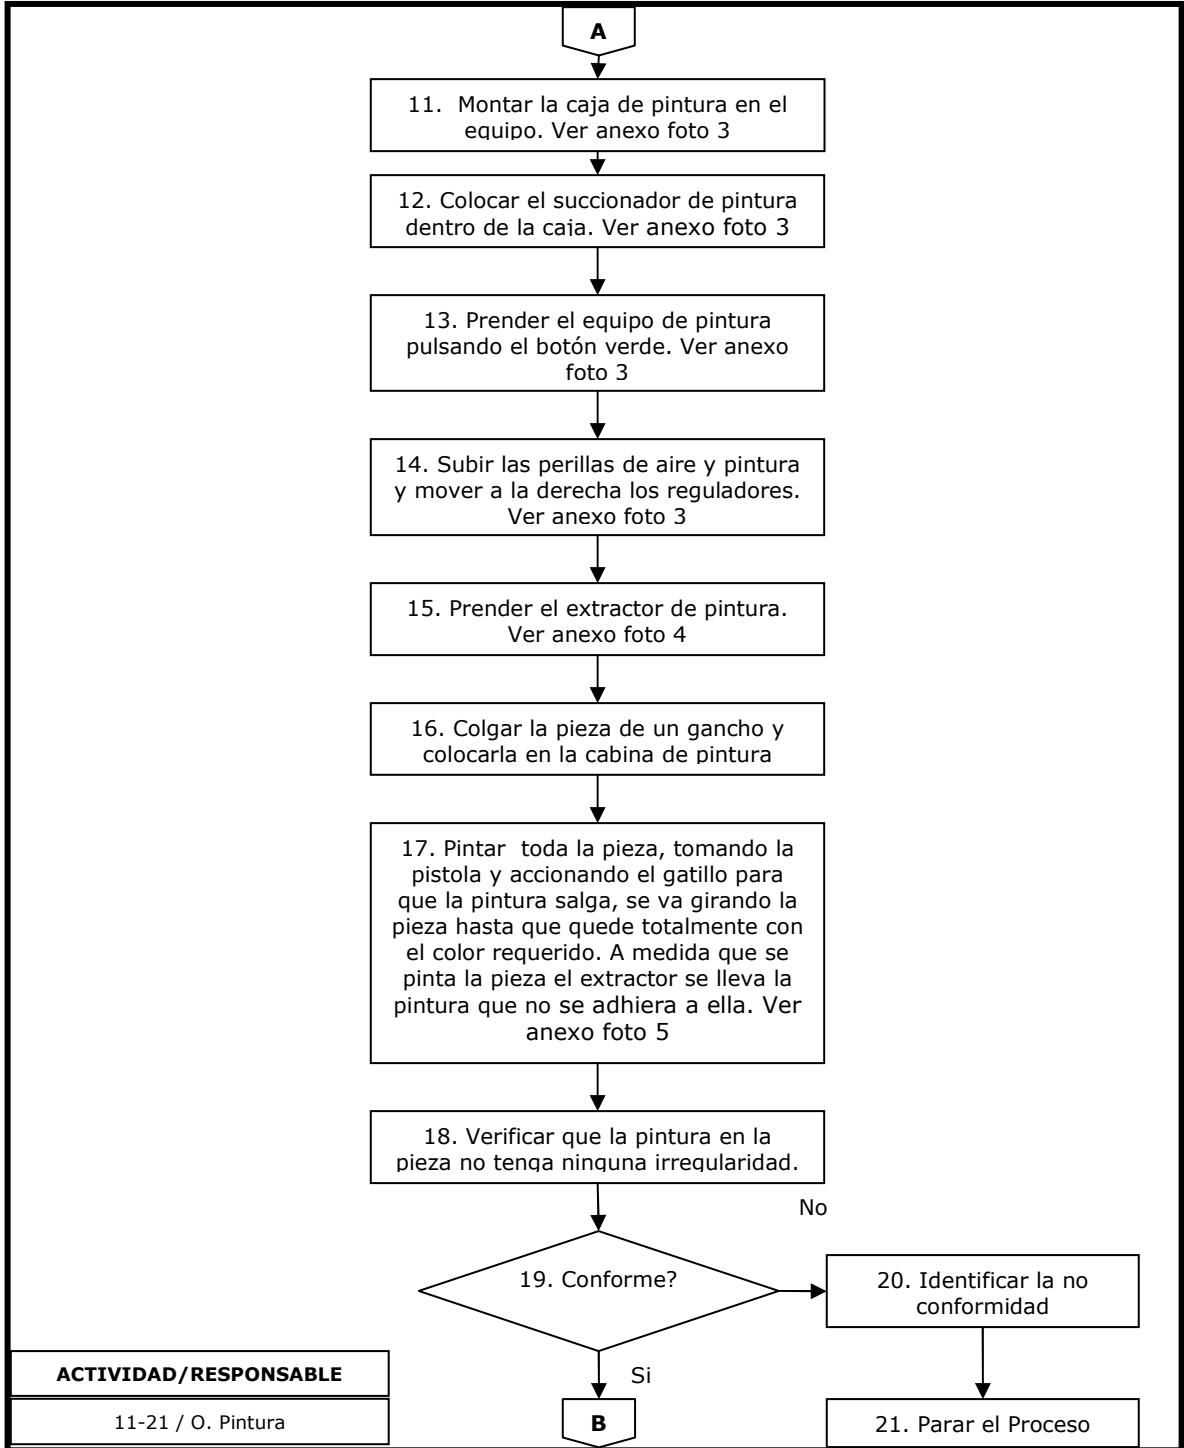 A
11. Montar la caja de pintura en el
equipo. Ver anexo foto 3
12. Colocar el succionador de pintura
dentro de la caja. Ver anexo foto 3
13. Prender el equipo de pintura
pulsando el botón verde. Ver anexo
foto 3
14. Subir las perillas de aire y pintura
y mover a la derecha los reguladores.
Ver anexo foto 3
15. Prender el extractor de pintura.
Ver anexo foto 4
16. Colgar la pieza de un gancho y
colocarla en la cabina de pintura
17. Pintar toda la pieza, tomando la
pistola y accionando el gatillo para
que la pintura salga, se va girando la
pieza hasta que quede totalmente con
el color requerido. A medida que se
pinta la pieza el extractor se lleva la
pintura que no se adhiera a ella. Ver
anexo foto 5
18. Verificar que la pintura en la
pieza no tenga ninguna irregularidad.
No
19. Conforme?
20. Identificar la no
conformidad
Si
ACTIVIDAD/RESPONSABLE
11-21 / O. Pintura
B
21. Parar el Proceso